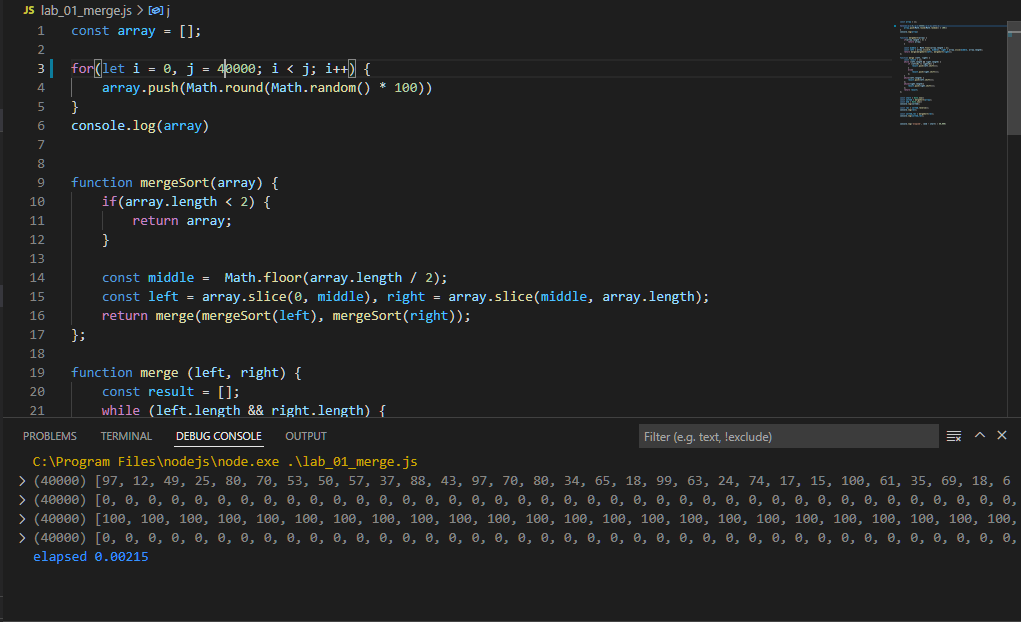 JS lab_01_merge.js > j
1 const array = [];
2
3 for(let i = 0, j = 40000; i < j; i++) {
4 array.push(Math.round(Math.random() * 100))
5 }
6 console.log(array)
7
8
9 function mergeSort(array) {
10 if(array.length < 2) {
11 return array;
12 }
13
14 const middle =  Math.floor(array.length / 2);
15 const left = array.slice(0, middle), right = array.slice(middle, array.length);
16 return merge(mergeSort(left), mergeSort(right));
17 };
18
19 function merge (left, right) {
20 const result = [];
21 while (left.length && right.length) {
PROBLEMS TERMINAL DEBUG CONSOLE OUTPUT Filter (e.g. text, !exclude)
C:\Program Files\nodejs\node.exe .\lab_01_merge.js
> (40000) [97, 12, 49, 25, 80, 70, 53, 50, 57, 37, 88, 43, 97, 70, 80, 34, 65, 18, 99, 63, 24, 74, 17, 15, 100, 61, 35, 69, 18, 6
> (40000) [0, 0, 0, 0, 0, 0, 0, 0, 0, 0, 0, 0, 0, 0, 0, 0, 0, 0, 0, 0, 0, 0, 0, 0, 0, 0, 0, 0, 0, 0, 0, 0, 0, 0, 0, 0, 0, 0, 0, 0,
> (40000) [100, 100, 100, 100, 100, 100, 100, 100, 100, 100, 100, 100, 100, 100, 100, 100, 100, 100, 100, 100, 100, 100, 100, 100,
> (40000) [0, 0, 0, 0, 0, 0, 0, 0, 0, 0, 0, 0, 0, 0, 0, 0, 0, 0, 0, 0, 0, 0, 0, 0, 0, 0, 0, 0, 0, 0, 0, 0, 0, 0, 0, 0, 0, 0, 0, 0,
elapsed 0.00215